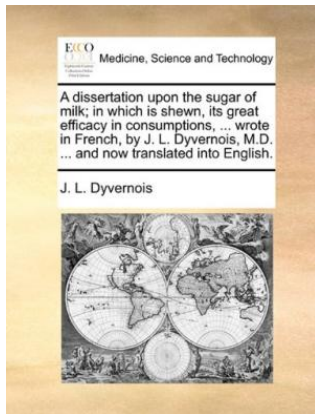 ECCO
Medicine, Science and Technology
A dissertation upon the sugar of
milk; in which is shewn, its great
efficacy in consumptions, ... wrote
in French, by J. L. Dyvernois, M.D.
... and now translated into English.
J. L. Dyvernois